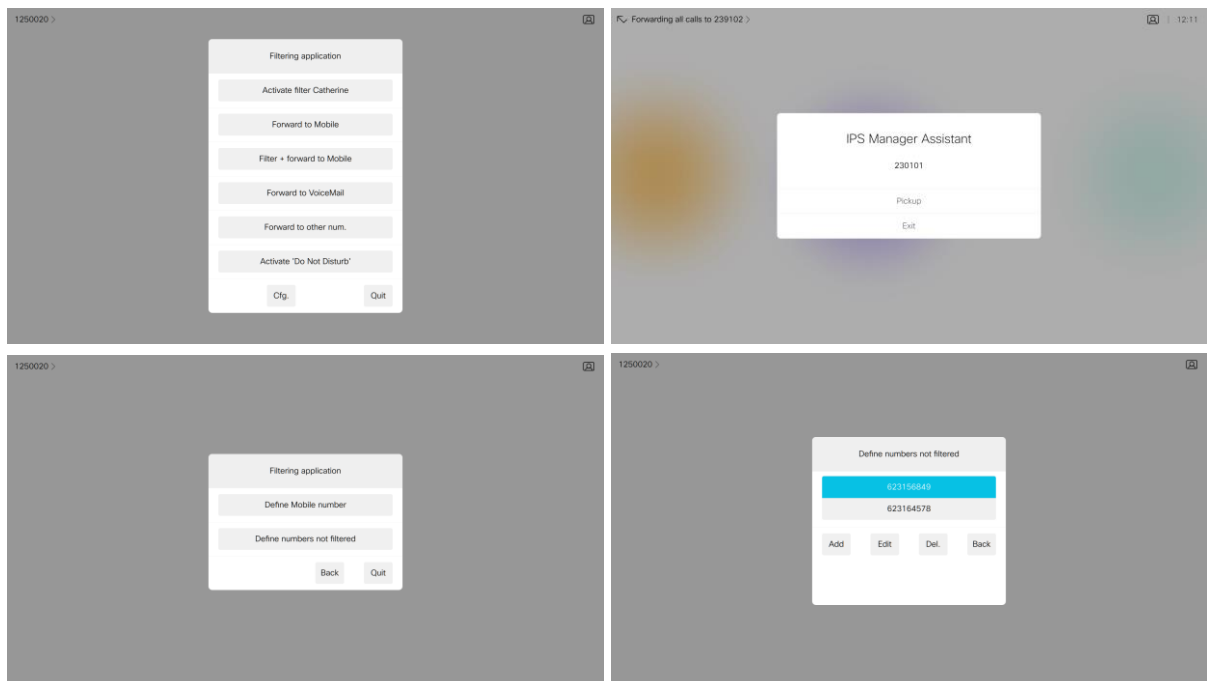 1250020 >
Filtering application
Activate filter Catherine
Forward to Mobile
Filter + forward to Mobile
Forward to VoiceMail
Forward to other num.
Activate 'Do Not Disturb'
Cfg. Quit
Forwarding all calls to 239102 > 12:11
IPS Manager Assistant
230101
Pickup
Exit
1250020 >
Filtering application
Define Mobile number
Define numbers not filtered
Back Quit
1250020 >
Define numbers not filtered
623156849
623164578
Add Edit Del. Back